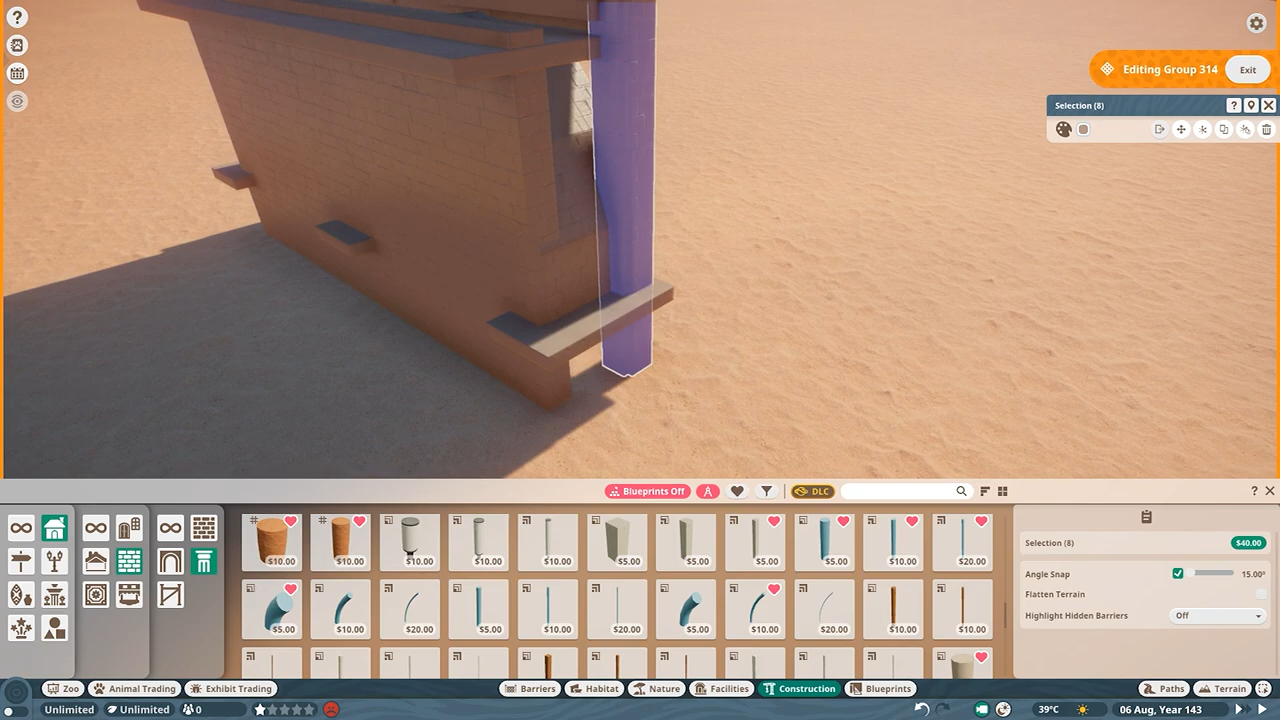 Editing Group 314
Exit
Selection (8)
?
Blueprints Off
DLC
?
$10.00 $10.00 $10.00 $10.00 $10.00 $5.00 $5.00 $5.00 $5.00 $10.00 $20.00
$5.00 $10.00 $20.00 $5.00 $10.00 $20.00 $5.00 $10.00 $20.00 $10.00 $10.00
Selection (8)
$40.00
Angle Snap
15.00°
Flatten Terrain
Highlight Hidden Barriers
Off
Zoo
Animal Trading
Exhibit Trading
Barriers
Habitat
Nature
Facilities
Construction
Blueprints
Paths
Terrain
Unlimited
Unlimited
0
39°C
06 Aug, Year 143